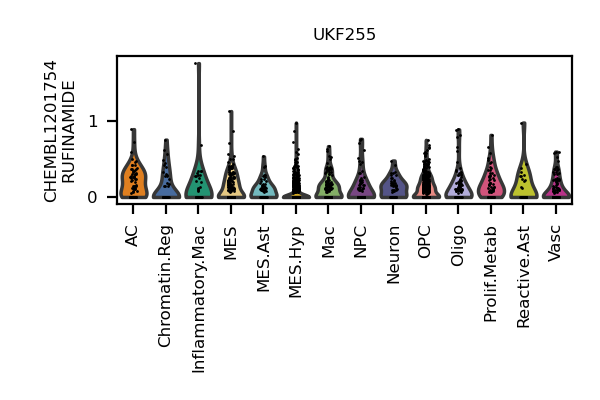 UKF255
CHEMBL1201754
RUFINAMIDE
1
0
AC
Chromatin.Reg
Inflammatory.Mac
MES
MES.Ast
MES.Hyp
Mac
NPC
Neuron
OPC
Oligo
Prolif.Metab
Reactive.Ast
Vasc